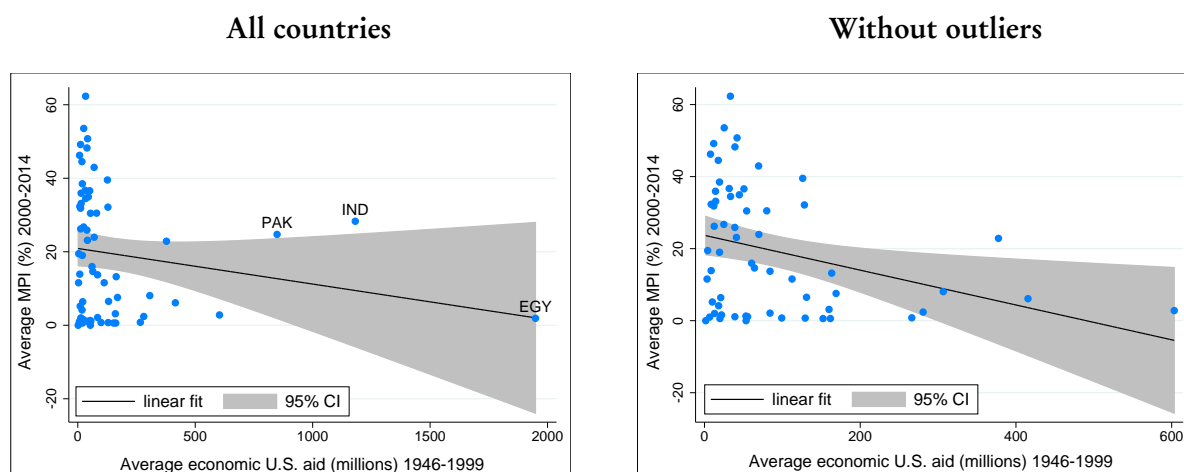 All countries
Without outliers
Average MPI (%) 2000-2014
60
40
20
0
-20
PAK
IND
EGY
linear fit
95% CI
0
500
1000
1500
2000
Average economic U.S. aid (millions) 1946-1999
Average MPI (%) 2000-2014
60
40
20
0
-20
linear fit
95% CI
0
200
400
600
Average economic U.S. aid (millions) 1946-1999